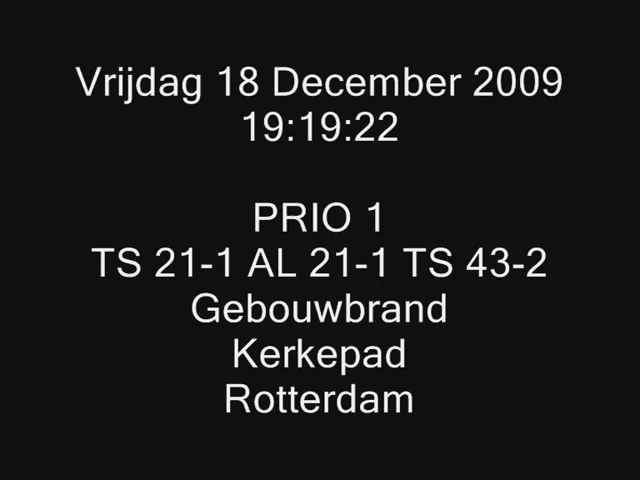 Vrijdag 18 December 2009
19:19:22
PRIO 1
TS 21-1 AL 21-1 TS 43-2
Gebouwbrand
Kerkepad
Rotterdam